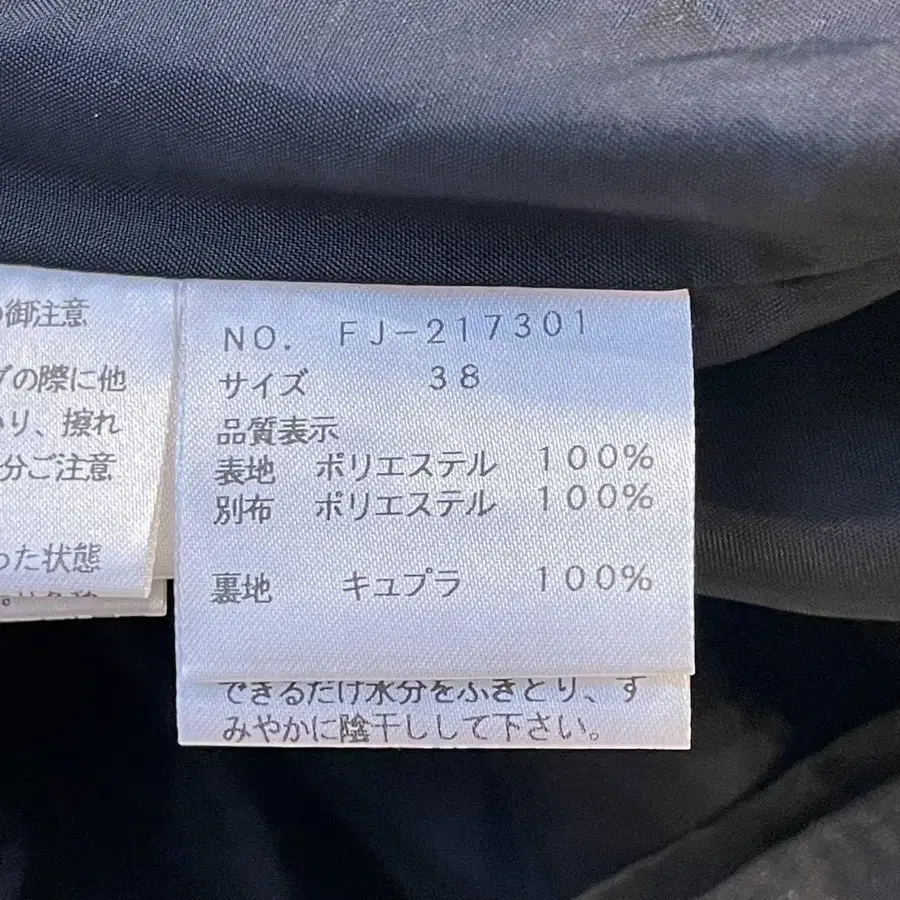 の御注意
グの際に他
り、擦れ
分ご注意
った状態
NO. FJ-217301
サイズ 38
品質表示
表地 ポリエステル 100%
別布 ポリエステル 100%
裏地 キュプラ 100%
できるだけ水分をふきとり、す
みやかに陰干しして下さい。